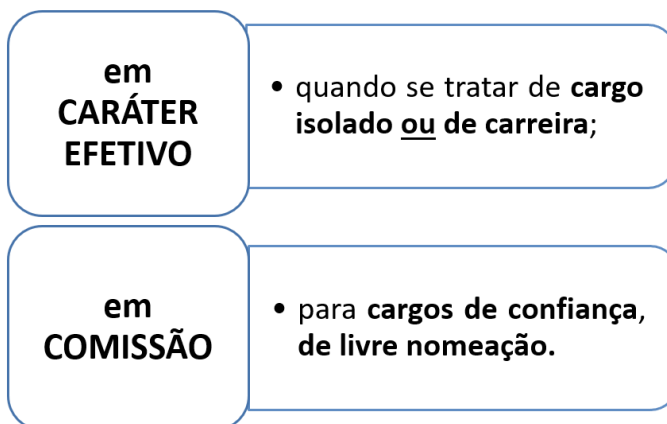 em
CARÁTER
EFETIVO
• quando se tratar de cargo
isolado ou de carreira;
em
COMISSÃO
• para cargos de confiança,
de livre nomeação.